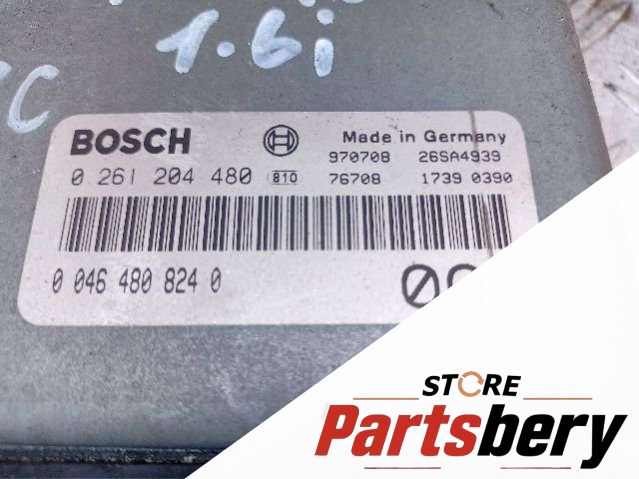 1.6i
BOSCH
Made in Germany
970708 26SA4939
0 261 204 480 810 76708 1739 0390
0 046 480 824 0
002
STORE
Partsbery